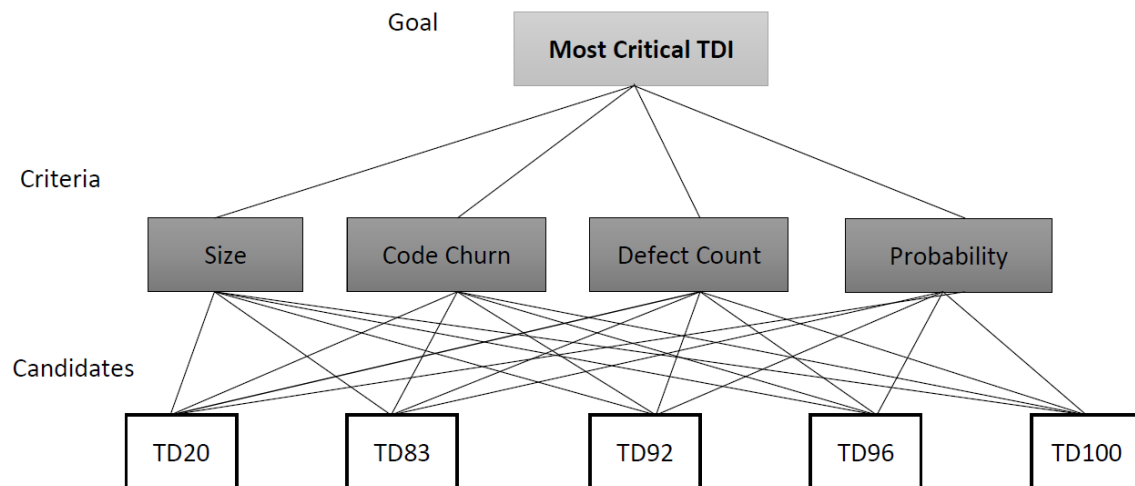 Goal
Most Critical TDI
Criteria
Size
Code Churn
Defect Count
Probability
Candidates
TD20
TD83
TD92
TD96
TD100